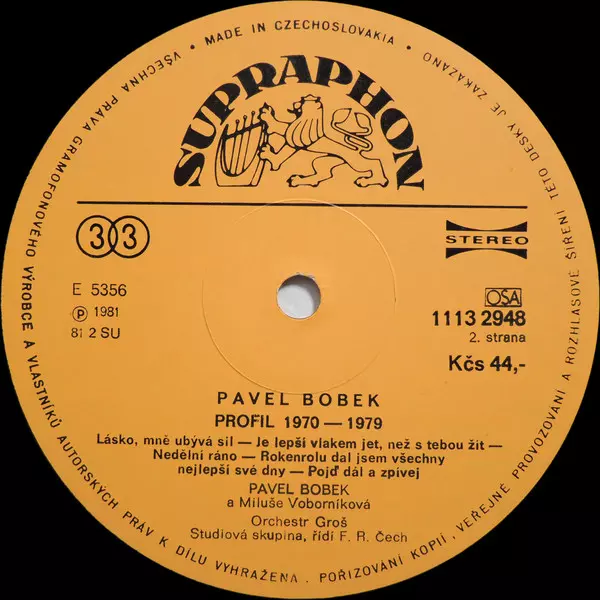 VŠECHNA PRÁVA GRAMOFONOVÉHO VÝROBCE A VLASTNÍKŮ AUTORSKÝCH PRÁV K DÍLU VYHRAŽENA. POŘIZOVÁNÍ KOPIÍ, VEŘEJNÉ PROVOZOVÁNÍ A ROZHLASOVÉ ŠÍŘENÍ TÉTO DESKY JE ZAKÁZÁNO
• MADE IN CZECHOSLOVAKIA •
SUPRAPHON
33
STEREO
E 5356
Ⓟ 1981
81 2 SU
OSA
1113 2948
2. strana
Kčs 44,-
PAVEL BOBEK
PROFIL 1970 — 1979
Lásko, mně ubývá sil — Je lepší vlakem jet, než s tebou žít —
Nedělní ráno — Rokenrolu dal jsem všechny
nejlepší své dny — Pojď dál a zpívej
PAVEL BOBEK
a Miluše Voborníková
Orchestr Groš
Studiová skupina, řídí F. R. Čech